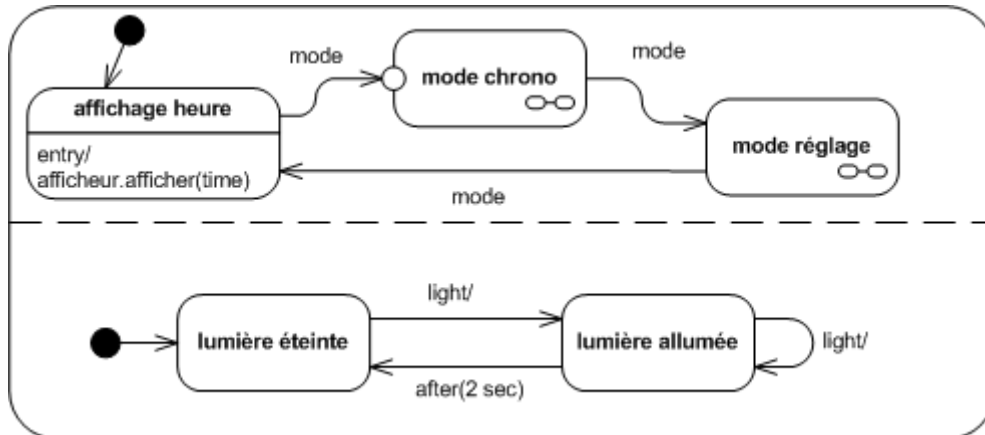 mode
mode chrono
mode
affichage heure
entry/
afficheur.afficher(time)
mode réglage
mode
light/
lumière éteinte
lumière allumée
light/
after(2 sec)